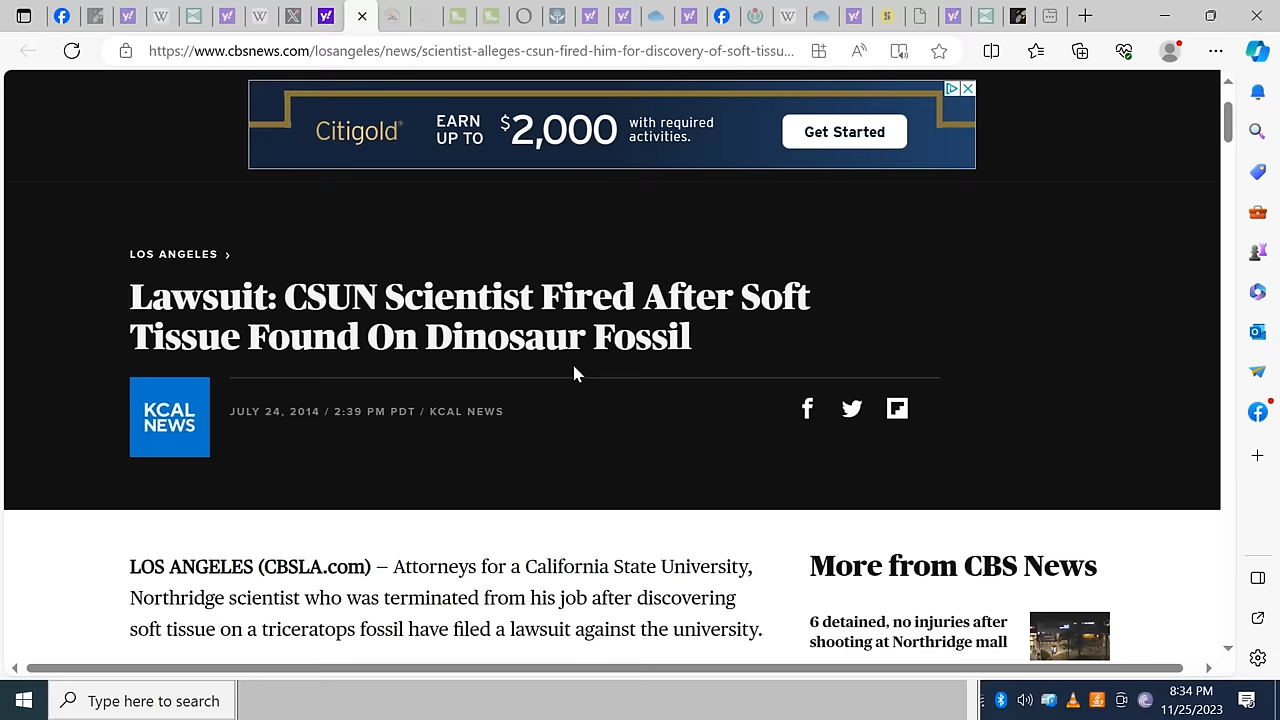 https://www.cbsnews.com/losangeles/news/scientist-alleges-csun-fired-him-for-discovery-of-soft-tissu...
Citigold®
EARN UP TO
$2,000
with required activities.
Get Started
LOS ANGELES ›
Lawsuit: CSUN Scientist Fired After Soft
Tissue Found On Dinosaur Fossil
KCAL
NEWS
JULY 24, 2014 / 2:39 PM PDT / KCAL NEWS
LOS ANGELES (CBSLA.com) — Attorneys for a California State University,
Northridge scientist who was terminated from his job after discovering
soft tissue on a triceratops fossil have filed a lawsuit against the university.
More from CBS News
6 detained, no injuries after
shooting at Northridge mall
Type here to search
8:34 PM
11/25/2023